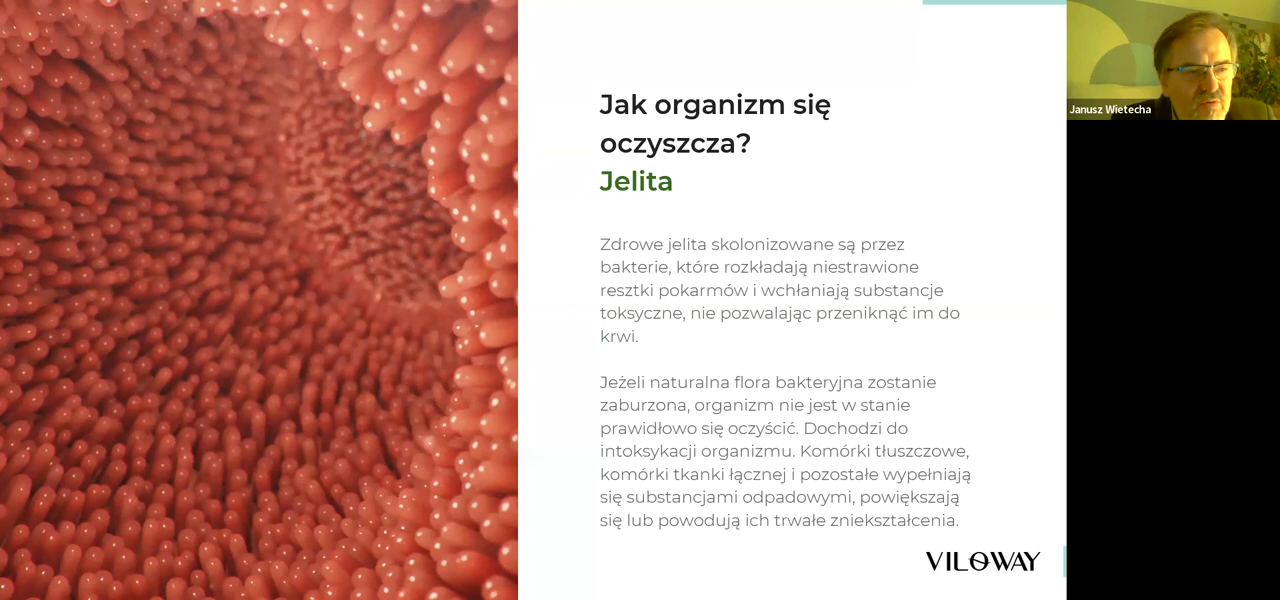 Jak organizm się
oczyszcza?
Jelita
Zdrowe jelita skolonizowane są przez
bakterie, które rozkładają niestrawione
resztki pokarmów i wchłaniają substancje
toksyczne, nie pozwalając przeniknąć im do
krwi.
Jeżeli naturalna flora bakteryjna zostanie
zaburzona, organizm nie jest w stanie
prawidłowo się oczyścić. Dochodzi do
intoksykacji organizmu. Komórki tłuszczowe,
komórki tkanki łącznej i pozostałe wypełniają
się substancjami odpadowymi, powiększają
się lub powodują ich trwałe zniekształcenia.
VILOWAY
Janusz Wietecha